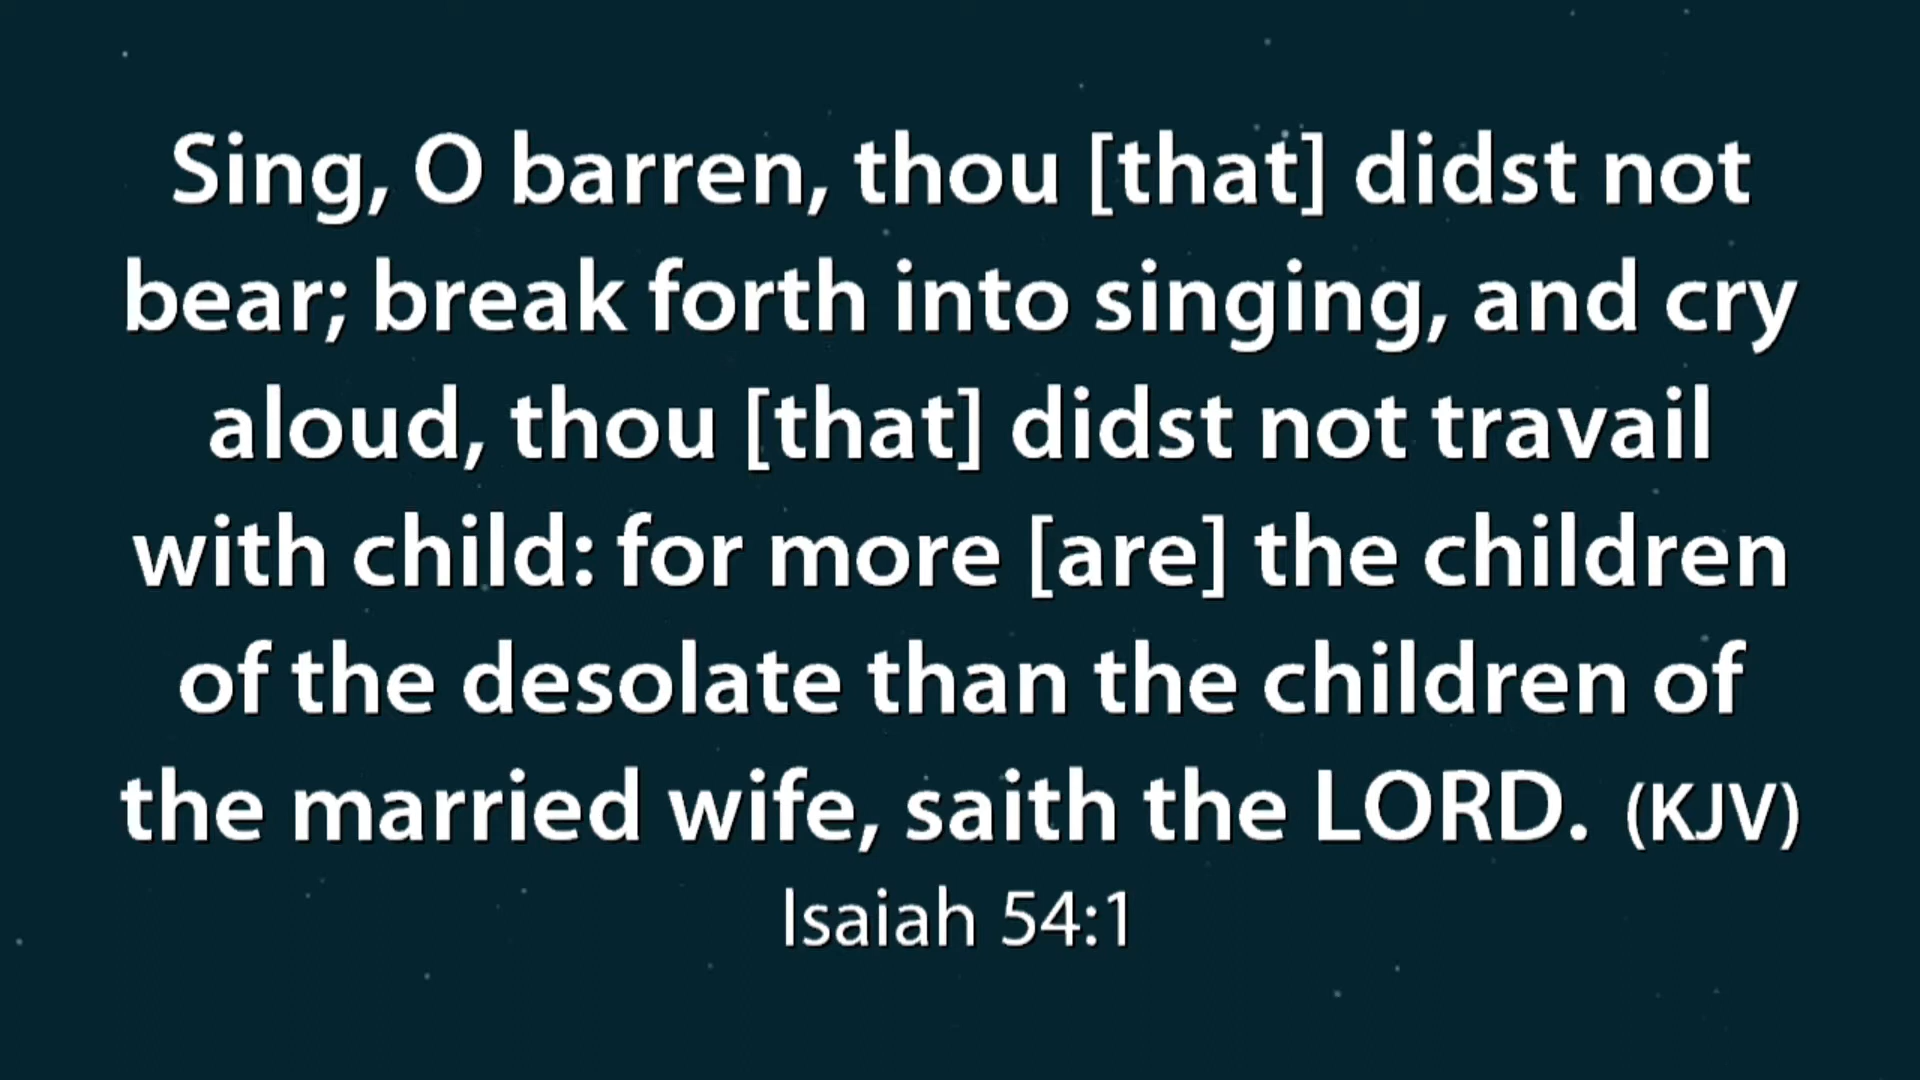 Sing, O barren, thou [that] didst not
bear; break forth into singing, and cry
aloud, thou [that] didst not travail
with child: for more [are] the children
of the desolate than the children of
the married wife, saith the LORD. (KJV)
Isaiah 54:1